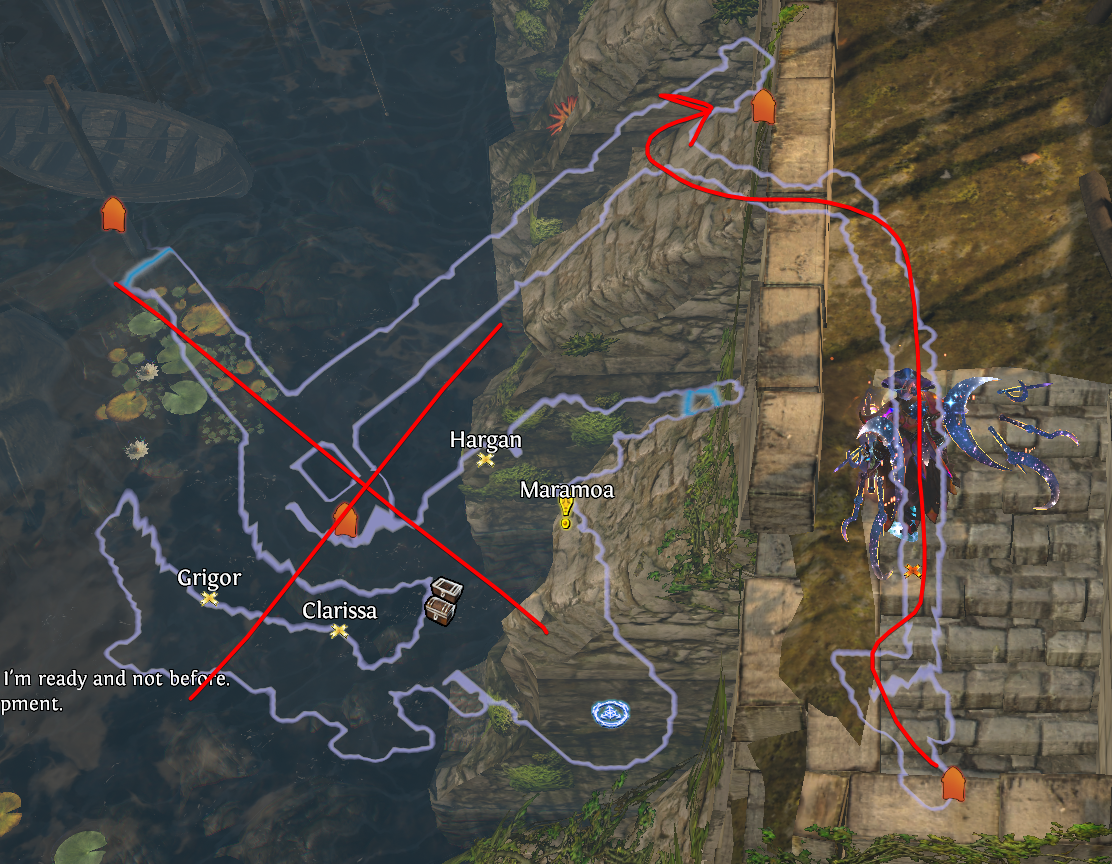 Hargan
Maramoa
Grigor
Clarissa
I'm ready and not before.
pment.